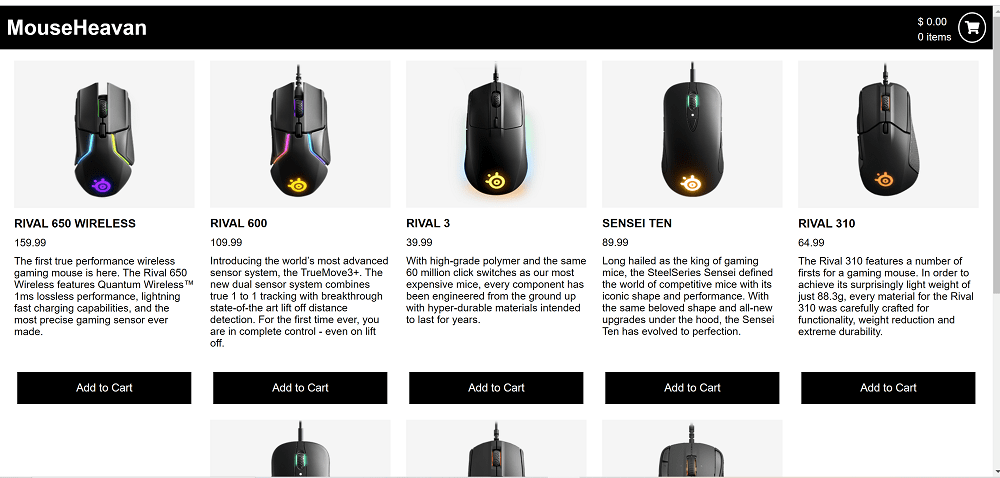 MouseHeavan
$ 0.00
0 items
RIVAL 650 WIRELESS
159.99
The first true performance wireless
gaming mouse is here. The Rival 650
Wireless features Quantum Wireless™
1ms lossless performance, lightning
fast charging capabilities, and the
most precise gaming sensor ever
made.
Add to Cart
RIVAL 600
109.99
Introducing the world's most advanced
sensor system, the TrueMove3+. The
new dual sensor system combines
true 1 to 1 tracking with breakthrough
state-of-the art lift off distance
detection. For the first time ever, you
are in complete control - even on lift
off.
Add to Cart
RIVAL 3
39.99
With high-grade polymer and the same
60 million click switches as our most
expensive mice, every component has
been engineered from the ground up
with hyper-durable materials intended
to last for years.
Add to Cart
SENSEI TEN
89.99
Long hailed as the king of gaming
mice, the SteelSeries Sensei defined
the world of competitive mice with its
iconic shape and performance. With
the same beloved shape and all-new
upgrades under the hood, the Sensei
Ten has evolved to perfection.
Add to Cart
RIVAL 310
64.99
The Rival 310 features a number of
firsts for a gaming mouse. In order to
achieve its surprisingly light weight of
just 88.3g, every material for the Rival
310 was carefully crafted for
functionality, weight reduction and
extreme durability.
Add to Cart